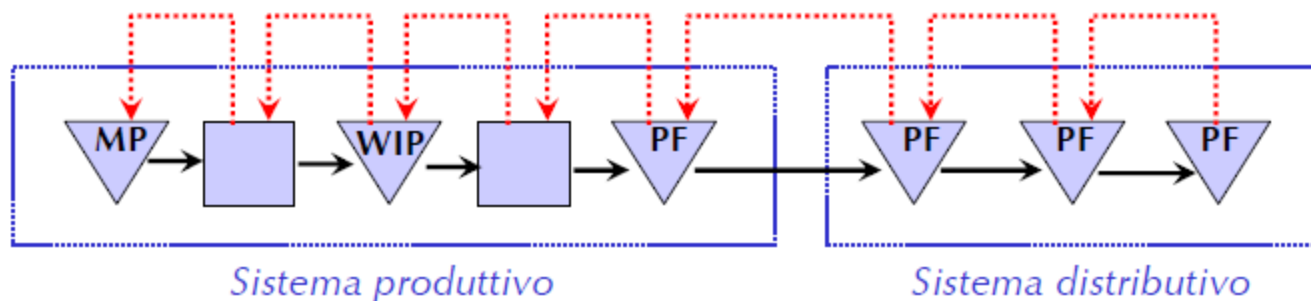 MP WIP PF PF PF PF
Sistema produttivo Sistema distributivo